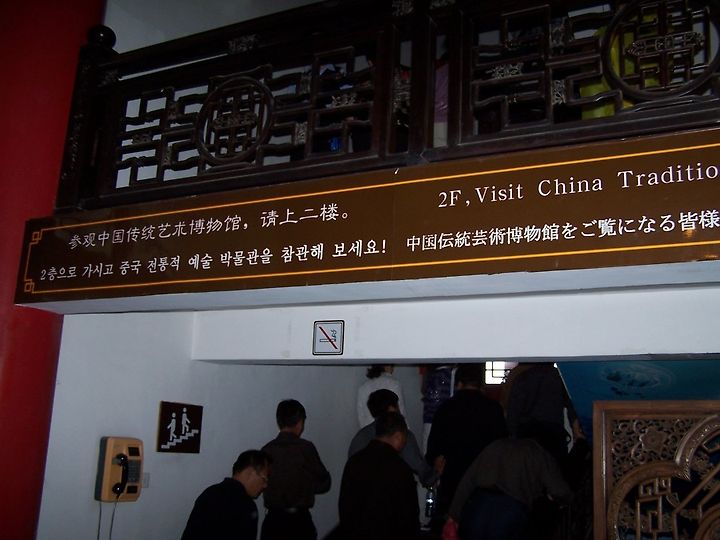 参观中国传统艺术博物馆，请上二楼。
2F, Visit China Traditio
2층으로 가시고 중국 전통적 예술 박물관을 참관해 보세요!
中国伝統芸術博物館をご覧になる皆様